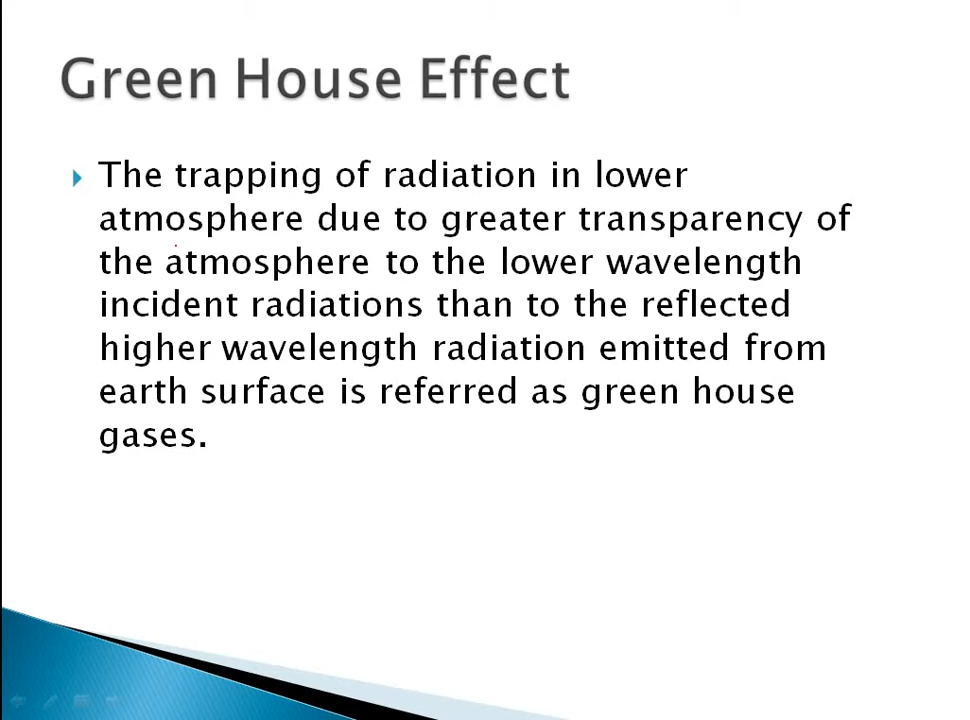 Green House Effect
The trapping of radiation in lower
atmosphere due to greater transparency of
the atmosphere to the lower wavelength
incident radiations than to the reflected
higher wavelength radiation emitted from
earth surface is referred as green house
gases.